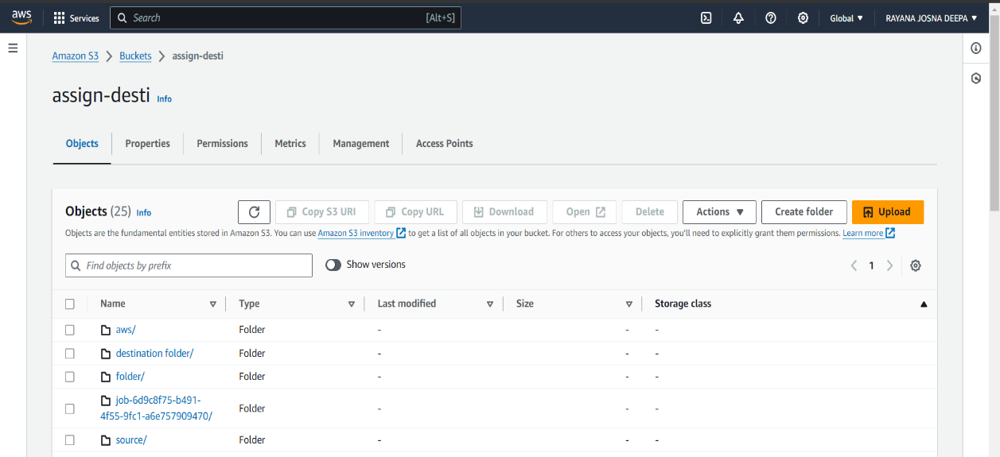 aws Services Search [Alt+S] Global ▼ RAYANA JOSNA DEEPA ▼
Amazon S3 > Buckets > assign-desti
assign-desti Info
Objects Properties Permissions Metrics Management Access Points
Objects (25) Info Copy S3 URI Copy URL Download Open Delete Actions ▼ Create folder Upload
Objects are the fundamental entities stored in Amazon S3. You can use Amazon S3 inventory to get a list of all objects in your bucket. For others to access your objects, you'll need to explicitly grant them permissions. Learn more
Find objects by prefix Show versions < 1 >
Name Type Last modified Size Storage class
aws/ Folder - - -
destination folder/ Folder - - -
folder/ Folder - - -
job-6d9c8f75-b491-
4f55-9fc1-a6e757909470/ Folder - - -
source/ Folder - - -